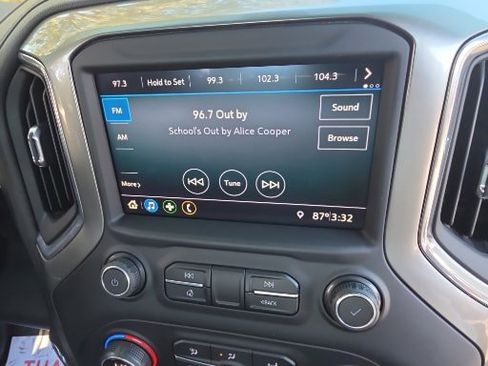 97.3 Hold to Set 99.3 102.3 104.3
FM
96.7 Out by
Sound
School's Out by Alice Cooper
AM
Browse
More
Tune
87° 3:32
BACK